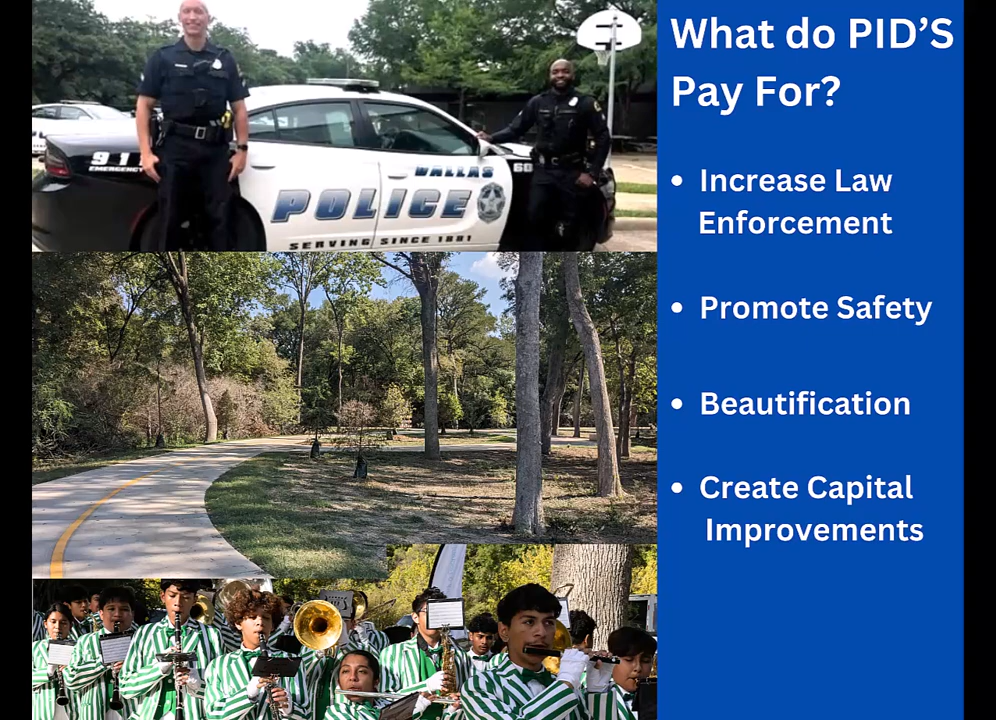 What do PID'S
Pay For?
• Increase Law
Enforcement
• Promote Safety
• Beautification
• Create Capital
Improvements
911
EMERGENCY
DALLAS
POLICE
SERVING SINCE 1881